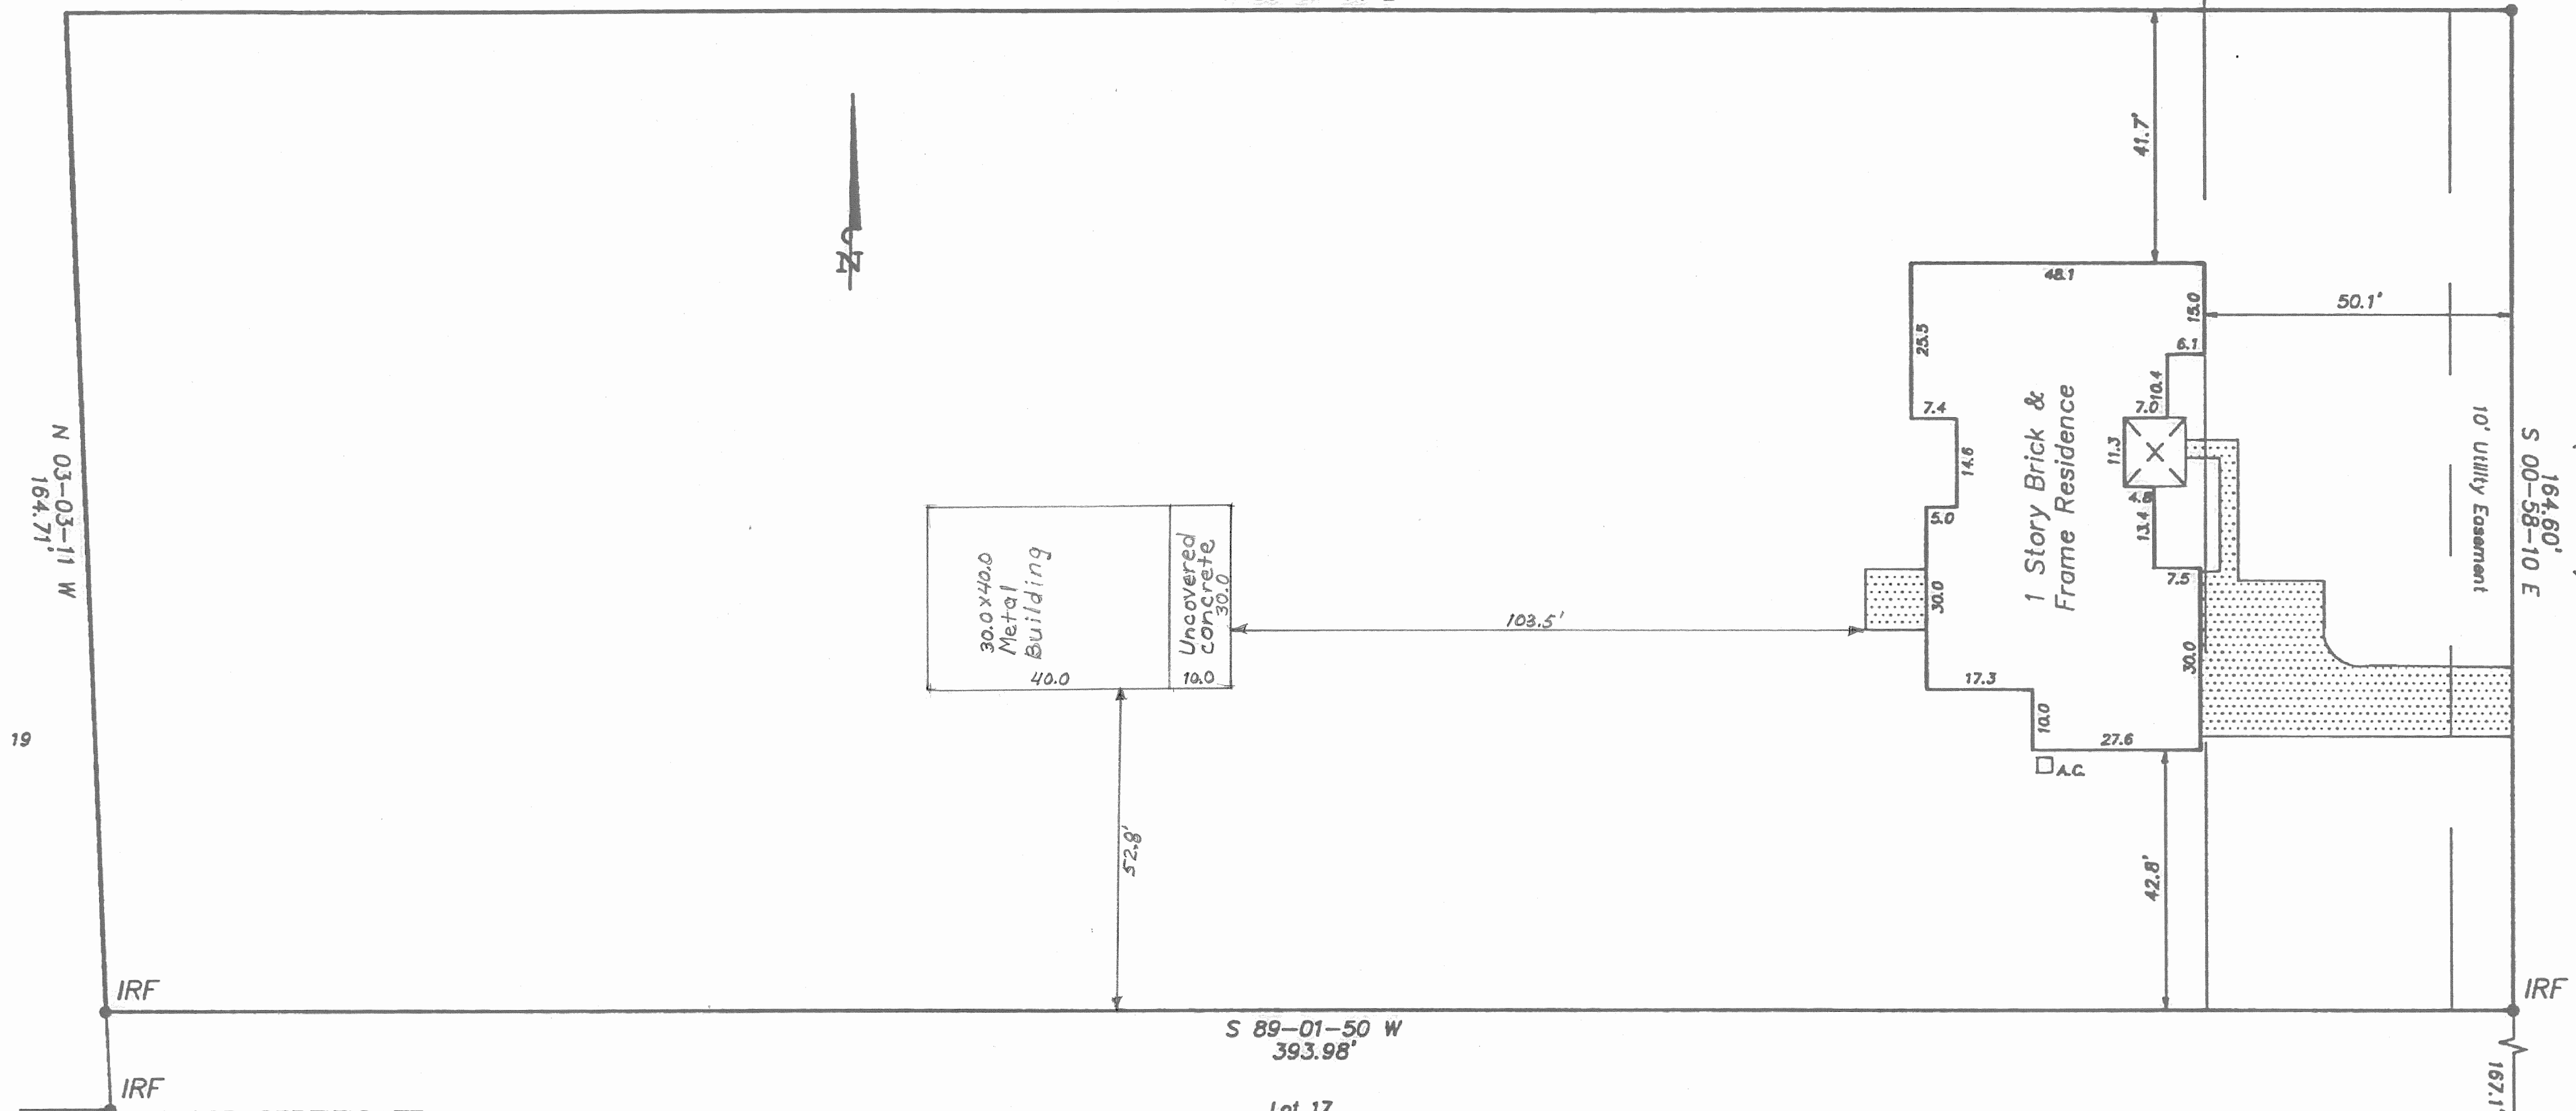 41.7'
N
48.1
15.0
50.1'
25.5
6.1
10.4
7.4
7.0
11.3
14.6
4.8
13.4
5.0
7.5
30.0
30.0
17.3
10.0
27.6
1 Story Brick &
Frame Residence
10' Utility Easement
S 00-58-10 E
164.60'
N 03-03-11 W
164.71'
30.0x40.0
Metal
Building
40.0
Uncovered
concrete
30.0
10.0
103.5'
52.8'
42.8'
A.C.
19
IRF
IRF
IRF
S 89-01-50 W
393.98'
167.1
Lot 17